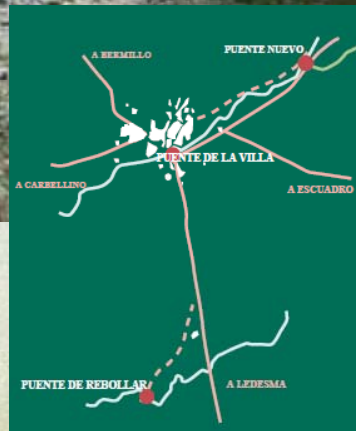 PUENTE NUEVO
A BERMILLO
PUENTE DE LA VILLA
A CARBELLINO
A ESCUADRO
PUENTE DE REBOLLAR
A LEDESMA